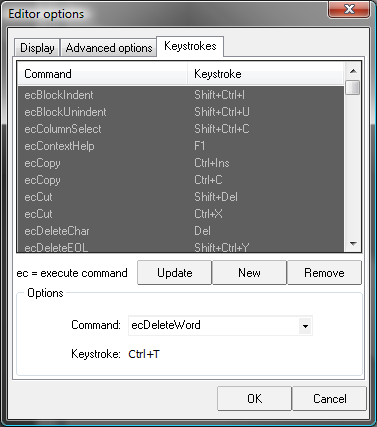 Editor options
Display Advanced options Keystrokes
Command Keystroke
ecBlockIndent Shift+Ctrl+I
ecBlockUnindent Shift+Ctrl+U
ecColumnSelect Shift+Ctrl+C
ecContextHelp F1
ecCopy Ctrl+Ins
ecCopy Ctrl+C
ecCut Shift+Del
ecCut Ctrl+X
ecDeleteChar Del
ecDeleteEOL Shift+Ctrl+Y
ec = execute command Update New Remove
Options
Command: ecDeleteWord
Keystroke: Ctrl+T
OK Cancel